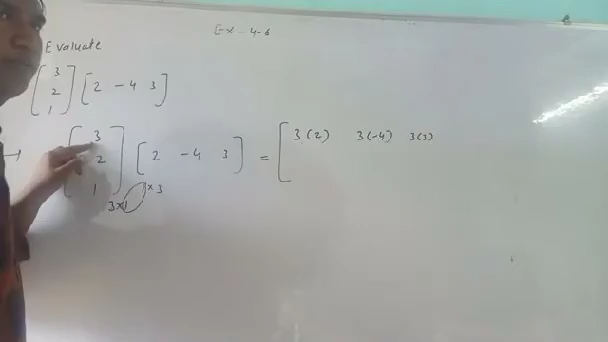 Ex - 4.6
Evaluate
[3 2 1] [2 -4 3]
→ [3 2 1] [2 -4 3] = [3(2) 3(-4) 3(3)
3×1 1×3